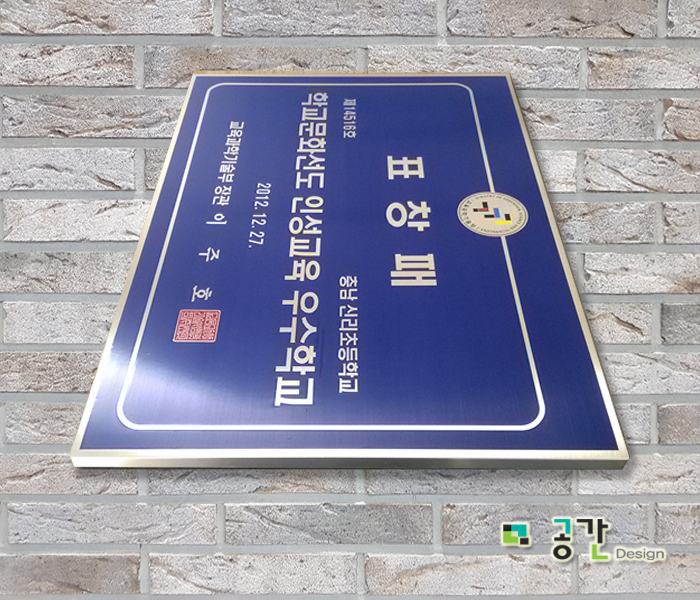 제14516호
표창패
충남 신리초등학교
학교문화선도 인성교육 우수학교
2012. 12. 27.
교육과학기술부 장관 이주호
공간
Design